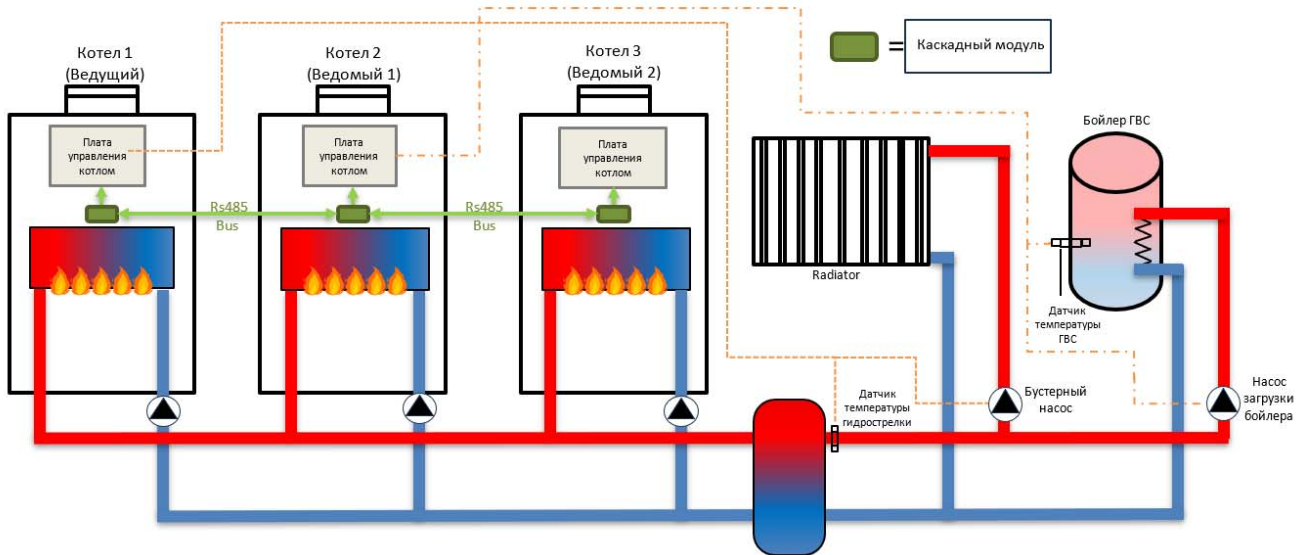 Котел 1
(Ведущий)
Котел 2
(Ведомый 1)
Котел 3
(Ведомый 2)
=
Каскадный модуль
Плата
управления
котлом
Плата
управления
котлом
Плата
управления
котлом
Rs485
Bus
Rs485
Bus
Radiator
Бойлер ГВС
Датчик
температуры
ГВС
Датчик
температуры
гидрострелки
Бустерный
насос
Насос
загрузки
бойлера